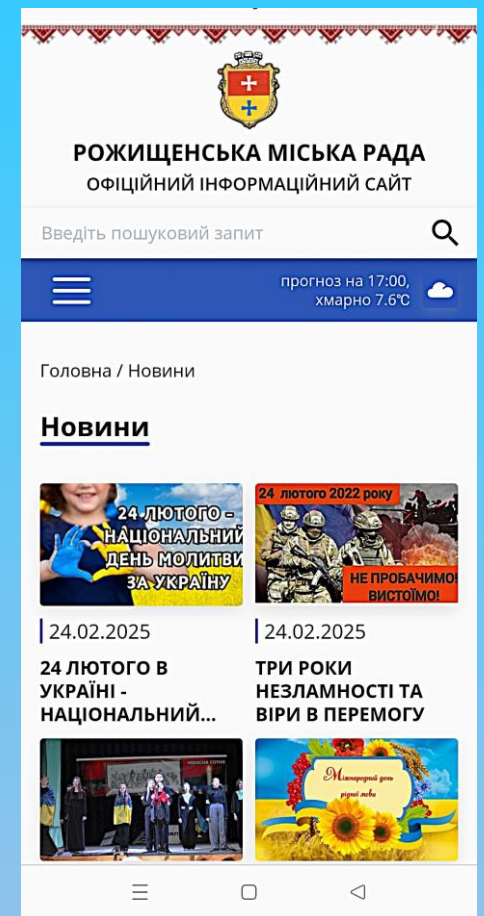 РОЖИЩЕНСЬКА МІСЬКА РАДА
ОФІЦІЙНИЙ ІНФОРМАЦІЙНИЙ САЙТ
Введіть пошуковий запит
прогноз на 17:00,
хмарно 7.6℃
Головна / Новини
Новини
24 ЛЮТОГО -
НАЦІОНАЛЬНИЙ
ДЕНЬ МОЛИТВИ
ЗА УКРАЇНУ
24 лютого 2022 року
НЕ ПРОБАЧИМО!
ВИСТОЇМО!
24.02.2025
24.02.2025
24 ЛЮТОГО В
УКРАЇНІ -
НАЦІОНАЛЬНИЙ...
ТРИ РОКИ
НЕЗЛАМНОСТІ ТА
ВІРИ В ПЕРЕМОГУ
НЕБЕСНА СОТНЯ
Міжнародний день
рідної мови